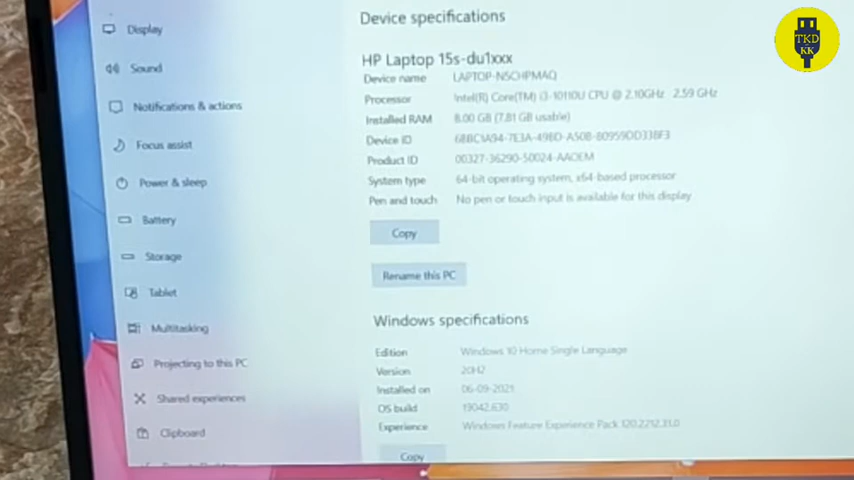 TKD
KK
Display
Sound
Notifications & actions
Focus assist
Power & sleep
Battery
Storage
Tablet
Multitasking
Projecting to this PC
Shared experiences
Clipboard
Device specifications
HP Laptop 15s-du1xxx
Device name LAPTOP-N5CHPMAQ
Processor Intel(R) Core(TM) i3-10110U CPU @ 2.10GHz 2.59 GHz
Installed RAM 8.00 GB (7.81 GB usable)
Device ID
Product ID 00327-36290-50024-AAOEM
System type 64-bit operating system, x64-based processor
Pen and touch No pen or touch input is available for this display
Copy
Rename this PC
Windows specifications
Edition Windows 10 Home Single Language
Version 20H2
Installed on 06-09-2021
OS build 19042.630
Experience Windows Feature Experience Pack 120.2212.31.0
Copy